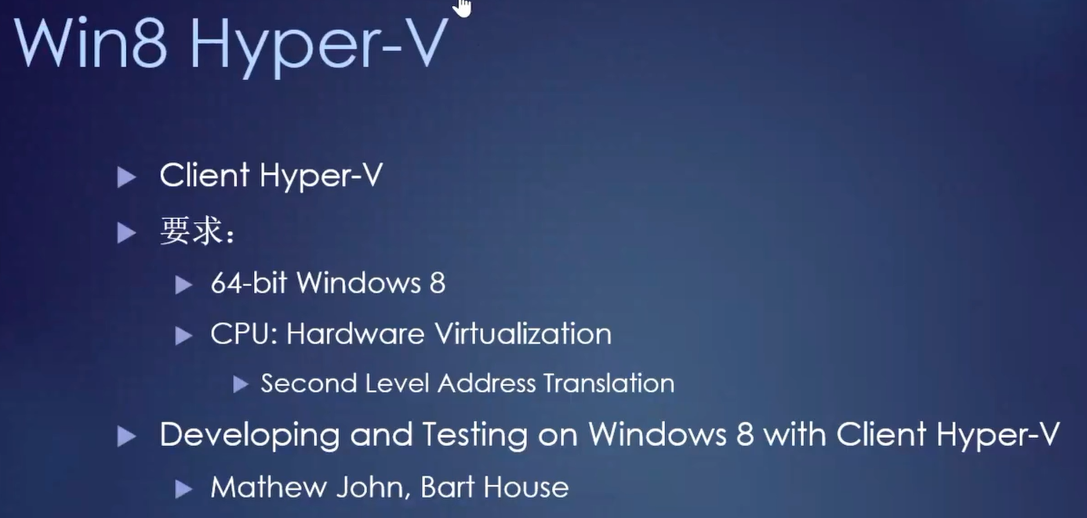 Win8 Hyper-V
Client Hyper-V
要求：
64-bit Windows 8
CPU: Hardware Virtualization
Second Level Address Translation
Developing and Testing on Windows 8 with Client Hyper-V
Mathew John, Bart House